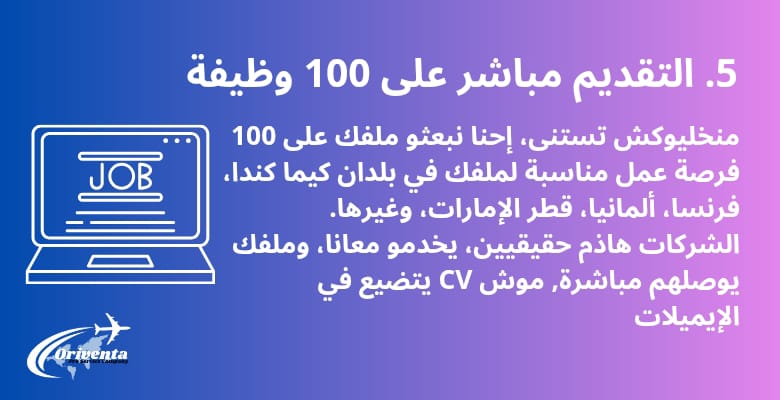 5. التقديم مباشر على 100 وظيفة
منخليوكش تستنى، إحنا نبعثو ملفك على 100
فرصة عمل مناسبة لملفك في بلدان كيما كندا،
فرنسا، ألمانيا، قطر الإمارات، وغيرها.
الشركات هاذم حقيقيين، يخدمو معانا، وملفك
يوصلهم مباشرة, موش CV يتضيع في
الإيميلات
JOB
Oriventa